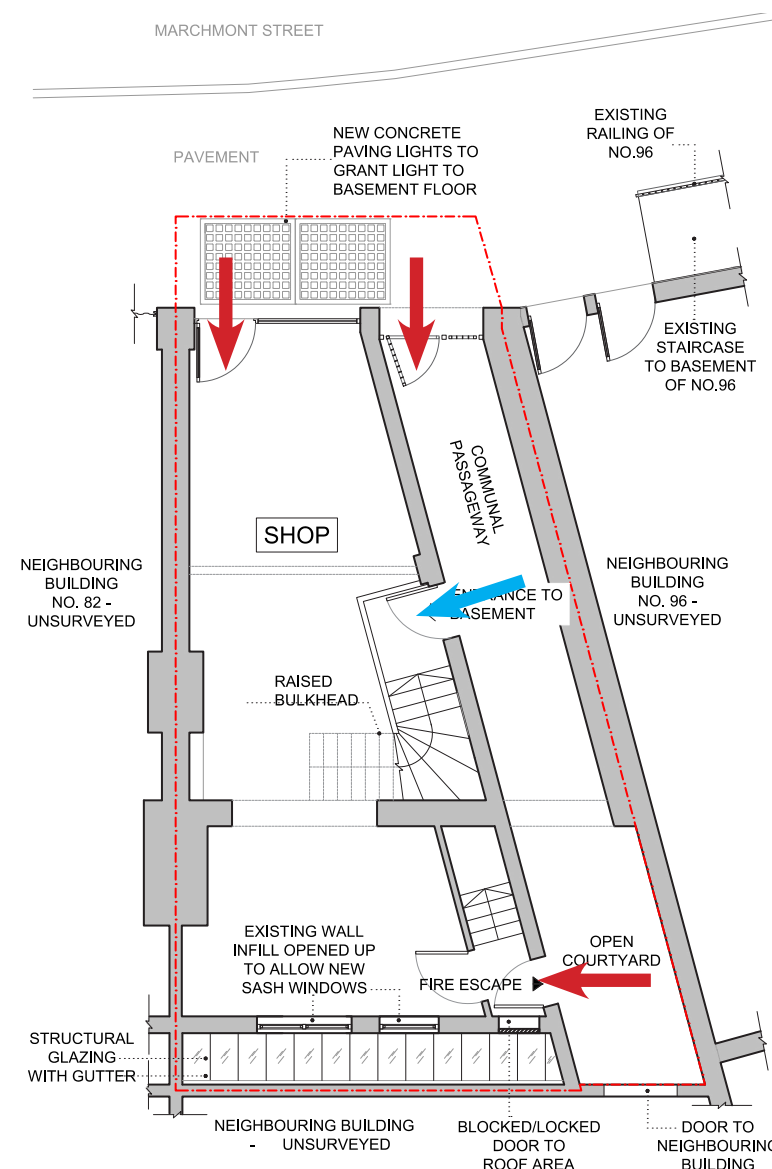 MARCHMONT STREET
PAVEMENT
NEW CONCRETE
PAVING LIGHTS TO
GRANT LIGHT TO
BASEMENT FLOOR
EXISTING
RAILING OF
NO.96
EXISTING
STAIRCASE
TO BASEMENT
OF NO.96
COMMUNAL
PASSAGEWAY
SHOP
NEIGHBOURING
BUILDING
NO. 82 -
UNSURVEYED
NEIGHBOURING
BUILDING
NO. 96 -
UNSURVEYED
ENTRANCE TO
BASEMENT
RAISED
BULKHEAD
EXISTING WALL
INFILL OPENED UP
TO ALLOW NEW
SASH WINDOWS
FIRE ESCAPE
OPEN
COURTYARD
STRUCTURAL
GLAZING
WITH GUTTER
NEIGHBOURING BUILDING
- UNSURVEYED
BLOCKED/LOCKED
DOOR TO
ROOF AREA
DOOR TO
NEIGHBOURING
BUILDING